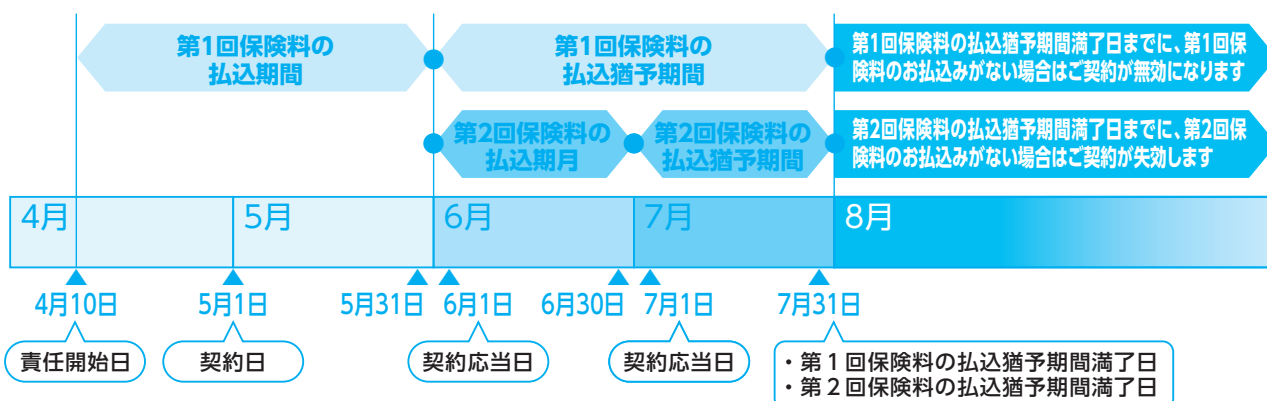 第1回保険料の
払込期間
第1回保険料の
払込猶予期間
第1回保険料の払込猶予期間満了日までに、第1回保
険料のお払込みがない場合はご契約が無効になります
第2回保険料の
払込期月
第2回保険料の
払込猶予期間
第2回保険料の払込猶予期間満了日までに、第2回保
険料のお払込みがない場合はご契約が失効します
4月
5月
6月
7月
8月
4月10日
5月1日
5月31日
6月1日
6月30日
7月1日
7月31日
責任開始日
契約日
契約応当日
契約応当日
・第1回保険料の払込猶予期間満了日
・第2回保険料の払込猶予期間満了日